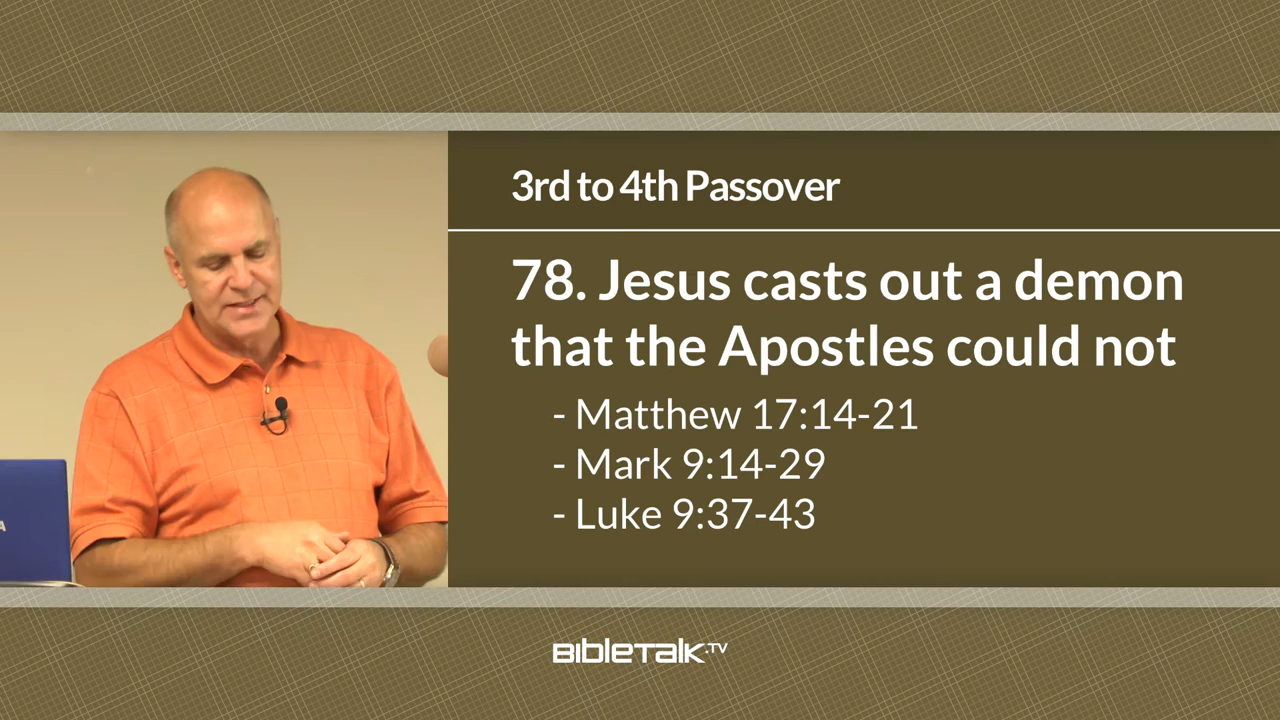 3rd to 4th Passover
78. Jesus casts out a demon
that the Apostles could not
- Matthew 17:14-21
- Mark 9:14-29
- Luke 9:37-43
A
BibleTalk.TV